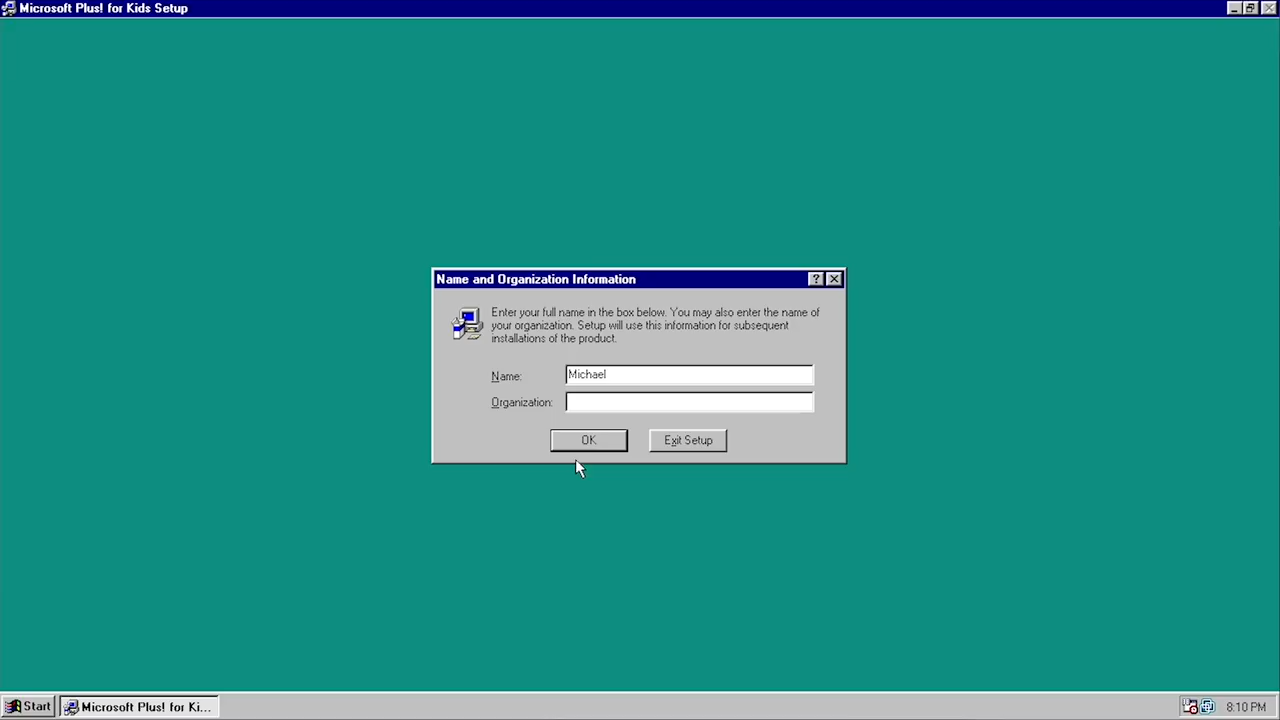 Microsoft Plus! for Kids Setup
Name and Organization Information
Enter your full name in the box below. You may also enter the name of
your organization. Setup will use this information for subsequent
installations of the product.
Name: Michael
Organization:
OK Exit Setup
Start Microsoft Plus! for Ki... 8:10 PM